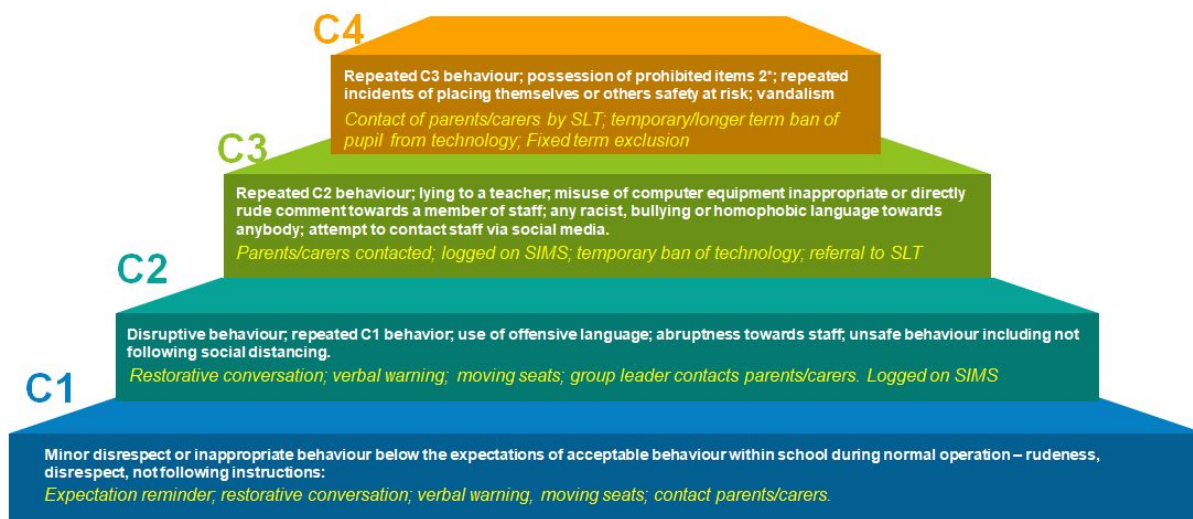 C4
Repeated C3 behaviour; possession of prohibited items 2*; repeated
incidents of placing themselves or others safety at risk; vandalism
Contact of parents/carers by SLT; temporary/longer term ban of
pupil from technology; Fixed term exclusion
C3
Repeated C2 behaviour; lying to a teacher; misuse of computer equipment inappropriate or directly
rude comment towards a member of staff; any racist, bullying or homophobic language towards
anybody; attempt to contact staff via social media.
Parents/carers contacted; logged on SIMS; temporary ban of technology; referral to SLT
C2
Disruptive behaviour; repeated C1 behavior; use of offensive language; abruptness towards staff; unsafe behaviour including not
following social distancing.
Restorative conversation; verbal warning; moving seats; group leader contacts parents/carers. Logged on SIMS
C1
Minor disrespect or inappropriate behaviour below the expectations of acceptable behaviour within school during normal operation – rudeness,
disrespect, not following instructions:
Expectation reminder; restorative conversation; verbal warning, moving seats; contact parents/carers.